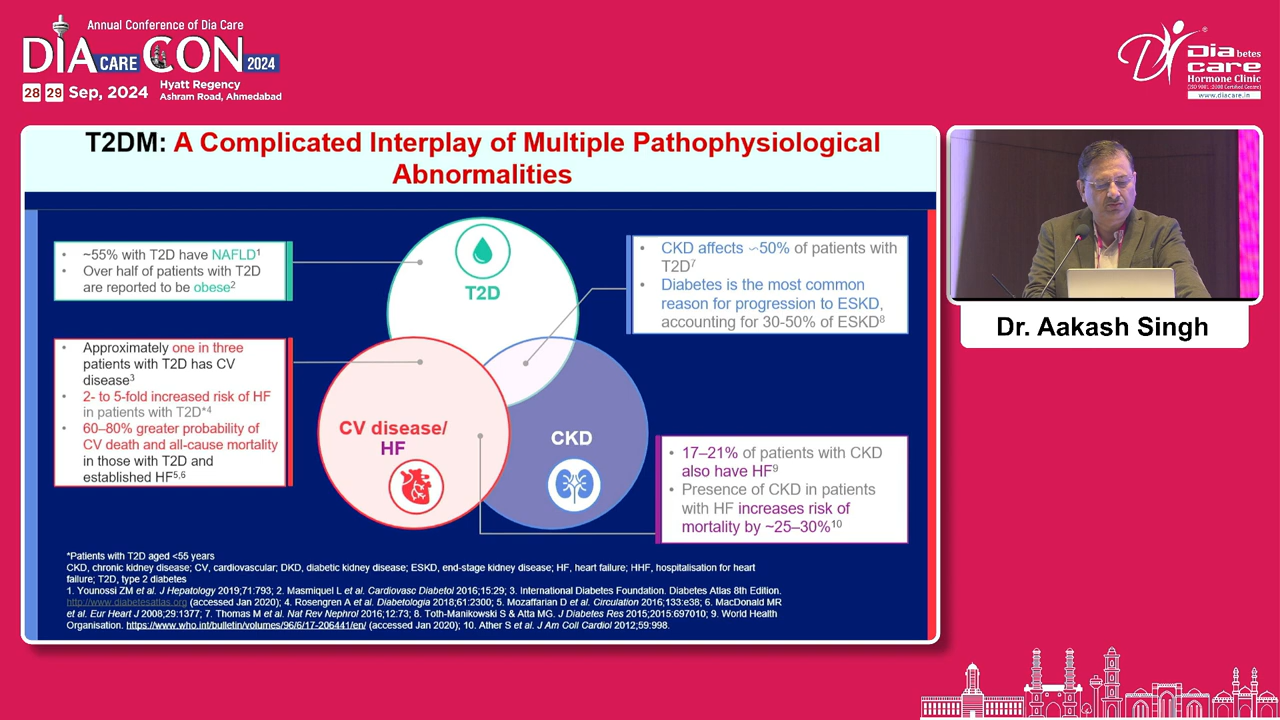 Annual Conference of Dia Care
DIA CARE CON 2024
28 29 Sep, 2024
Hyatt Regency
Ashram Road, Ahmedabad
Diabetes
care
Hormone Clinic
(ISO 9001 : 2008 Certified Centre)
www.diacare.in
T2DM: A Complicated Interplay of Multiple Pathophysiological
Abnormalities
• ~55% with T2D have NAFLD¹
• Over half of patients with T2D
are reported to be obese²
T2D
• CKD affects ~50% of patients with
T2D⁷
• Diabetes is the most common
reason for progression to ESKD,
accounting for 30-50% of ESKD⁸
• Approximately one in three
patients with T2D has CV
disease³
• 2- to 5-fold increased risk of HF
in patients with T2D*⁴
• 60–80% greater probability of
CV death and all-cause mortality
in those with T2D and
established HF⁵,⁶
CV disease/
HF
CKD
• 17–21% of patients with CKD
also have HF⁹
• Presence of CKD in patients
with HF increases risk of
mortality by ~25–30%¹⁰
*Patients with T2D aged <55 years
CKD, chronic kidney disease; CV, cardiovascular; DKD, diabetic kidney disease; ESKD, end-stage kidney disease; HF, heart failure; HHF, hospitalisation for heart
failure; T2D, type 2 diabetes
1. Younossi ZM et al. J Hepatology 2019;71:793; 2. Masmiquel L et al. Cardiovasc Diabetol 2016;15:29; 3. International Diabetes Foundation. Diabetes Atlas 8th Edition.
http://www.diabetesatlas.org (accessed Jan 2020); 4. Rosengren A et al. Diabetologia 2018;61:2300; 5. Mozaffarian D et al. Circulation 2016;133:e38; 6. MacDonald MR
et al. Eur Heart J 2008;29:1377; 7. Thomas M et al. Nat Rev Nephrol 2016;12:73; 8. Toth-Manikowski S & Atta MG. J Diabetes Res 2015;2015:697010; 9. World Health
Organisation. https://www.who.int/bulletin/volumes/96/6/17-206441/en/ (accessed Jan 2020); 10. Ather S et al. J Am Coll Cardiol 2012;59:998.
Dr. Aakash Singh